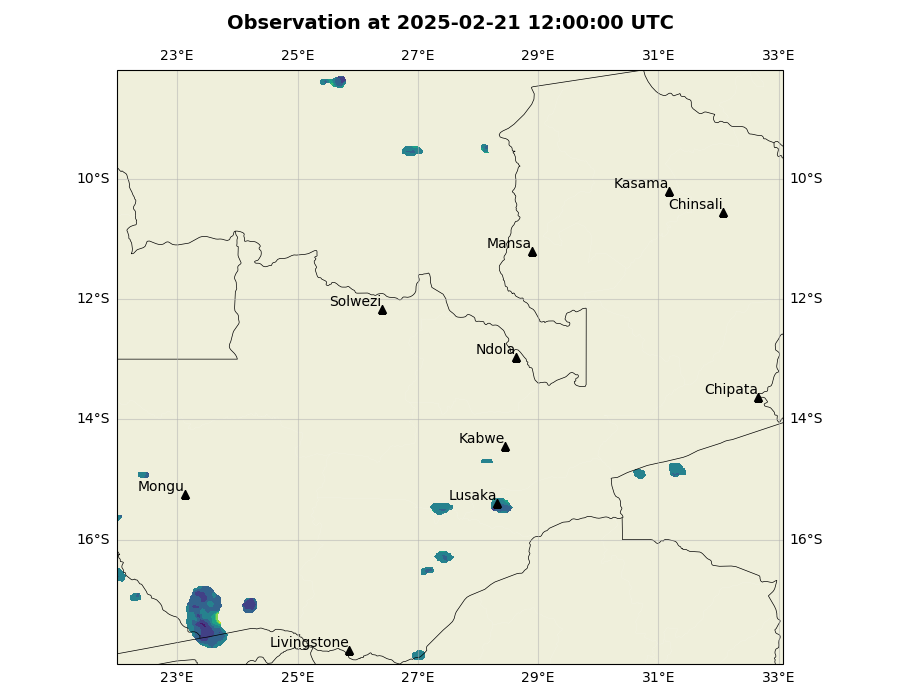 Observation at 2025-02-21 12:00:00 UTC
23°E 25°E 27°E 29°E 31°E 33°E
10°S 10°S
Kasama
Chinsali
Mansa
12°S 12°S
Solwezi
Ndola
Chipata
14°S 14°S
Kabwe
Mongu
Lusaka
16°S 16°S
Livingstone
23°E 25°E 27°E 29°E 31°E 33°E